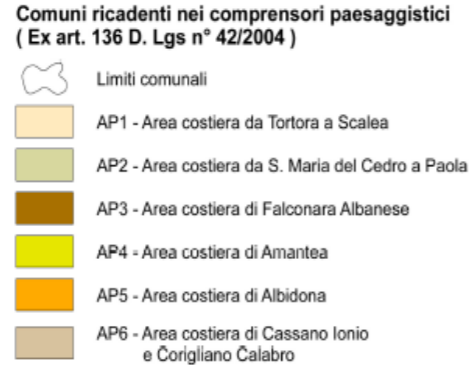 Comuni ricadenti nei comprensori paesaggistici
( Ex art. 136 D. Lgs n° 42/2004 )
Limiti comunali
AP1 - Area costiera da Tortora a Scalea
AP2 - Area costiera da S. Maria del Cedro a Paola
AP3 - Area costiera di Falconara Albanese
AP4 - Area costiera di Amantea
AP5 - Area costiera di Albidona
AP6 - Area costiera di Cassano Ionio
e Corigliano Calabro